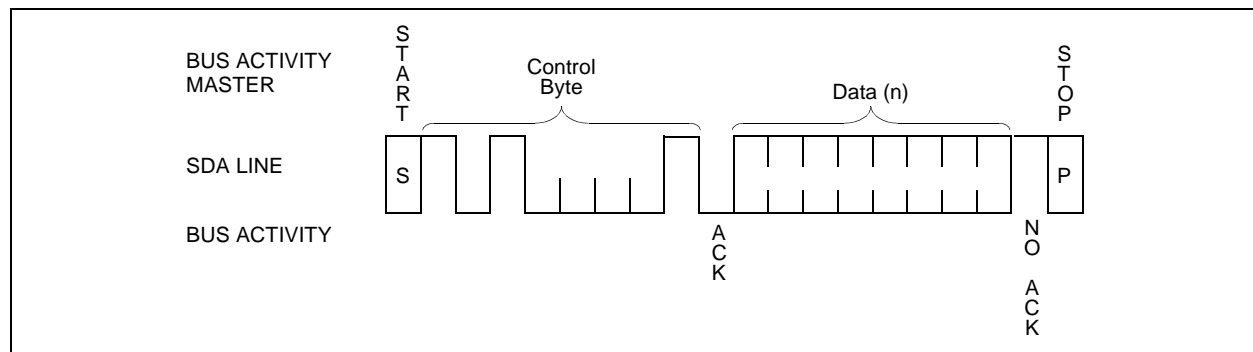 BUS ACTIVITY
MASTER
START
Control
Byte
Data (n)
STOP
SDA LINE
S
P
BUS ACTIVITY
ACK
NO ACK